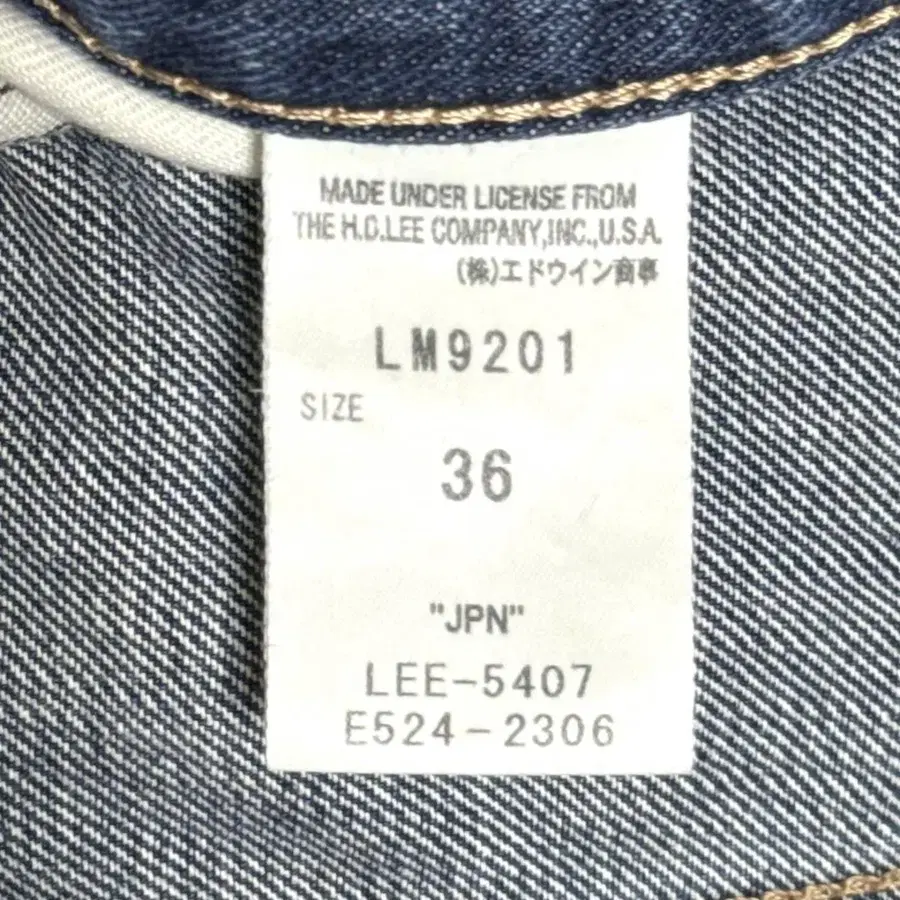 MADE UNDER LICENSE FROM
THE H.D.LEE COMPANY,INC.,U.S.A.
(株)エドウイン商事
LM9201
SIZE
36
"JPN"
LEE-5407
E524-2306